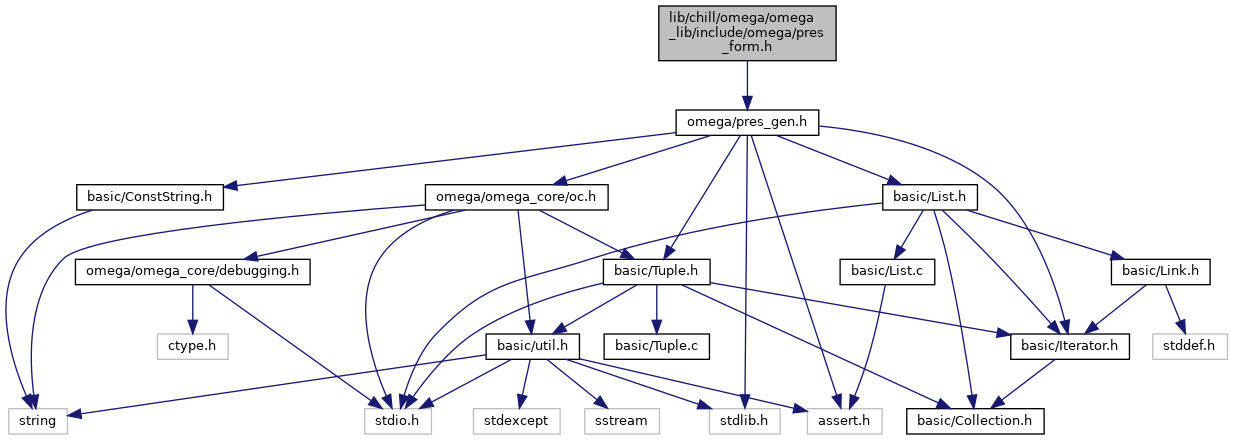 lib/chill/omega/omega
_lib/include/omega/pres
_form.h
omega/pres_gen.h
basic/ConstString.h
omega/omega_core/oc.h
basic/List.h
omega/omega_core/debugging.h
basic/Tuple.h
basic/List.c
basic/Link.h
ctype.h
basic/util.h
basic/Tuple.c
basic/Iterator.h
stddef.h
string
stdio.h
stdexcept
sstream
stdlib.h
assert.h
basic/Collection.h